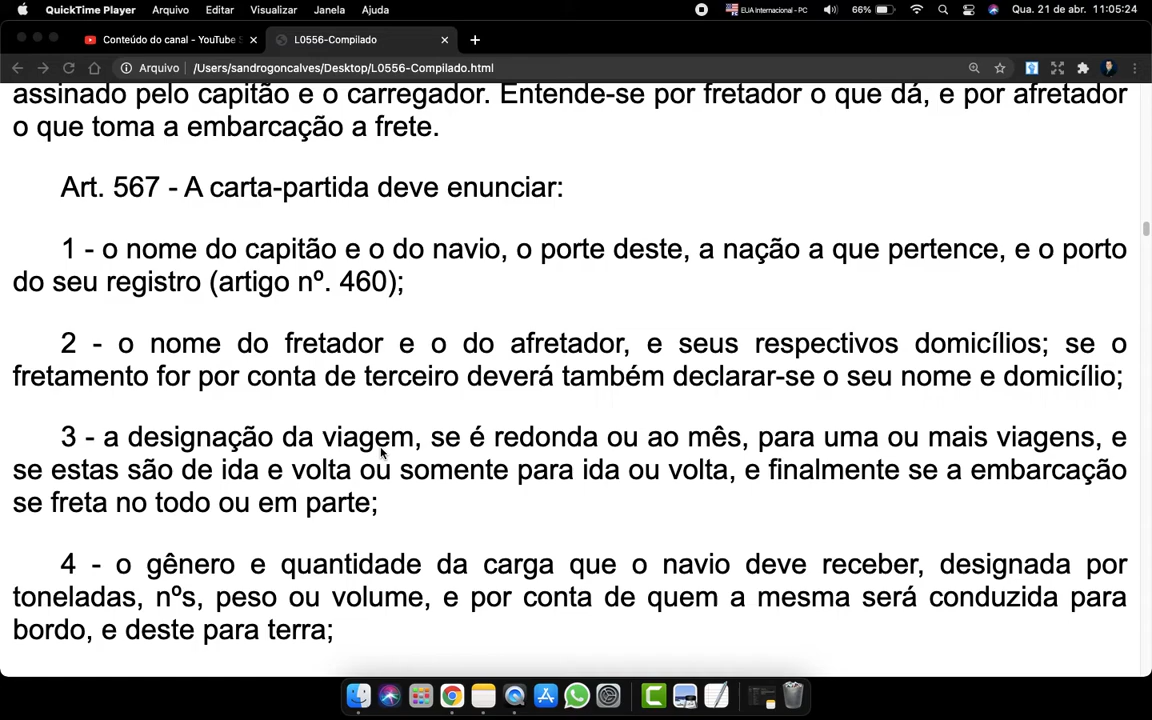 QuickTime Player Arquivo Editar Visualizar Janela Ajuda EUA Internacional - PC 66% Qua. 21 de abr. 11:05:24
Conteúdo do canal - YouTube L0556-Compilado
Arquivo /Users/sandrogoncalves/Desktop/L0556-Compilado.html
assinado pelo capitão e o carregador. Entende-se por fretador o que dá, e por afretador
o que toma a embarcação a frete.
Art. 567 - A carta-partida deve enunciar:
1 - o nome do capitão e o do navio, o porte deste, a nação a que pertence, e o porto
do seu registro (artigo nº. 460);
2 - o nome do fretador e o do afretador, e seus respectivos domicílios; se o
fretamento for por conta de terceiro deverá também declarar-se o seu nome e domicílio;
3 - a designação da viagem, se é redonda ou ao mês, para uma ou mais viagens, e
se estas são de ida e volta ou somente para ida ou volta, e finalmente se a embarcação
se freta no todo ou em parte;
4 - o gênero e quantidade da carga que o navio deve receber, designada por
toneladas, nºs, peso ou volume, e por conta de quem a mesma será conduzida para
bordo, e deste para terra;